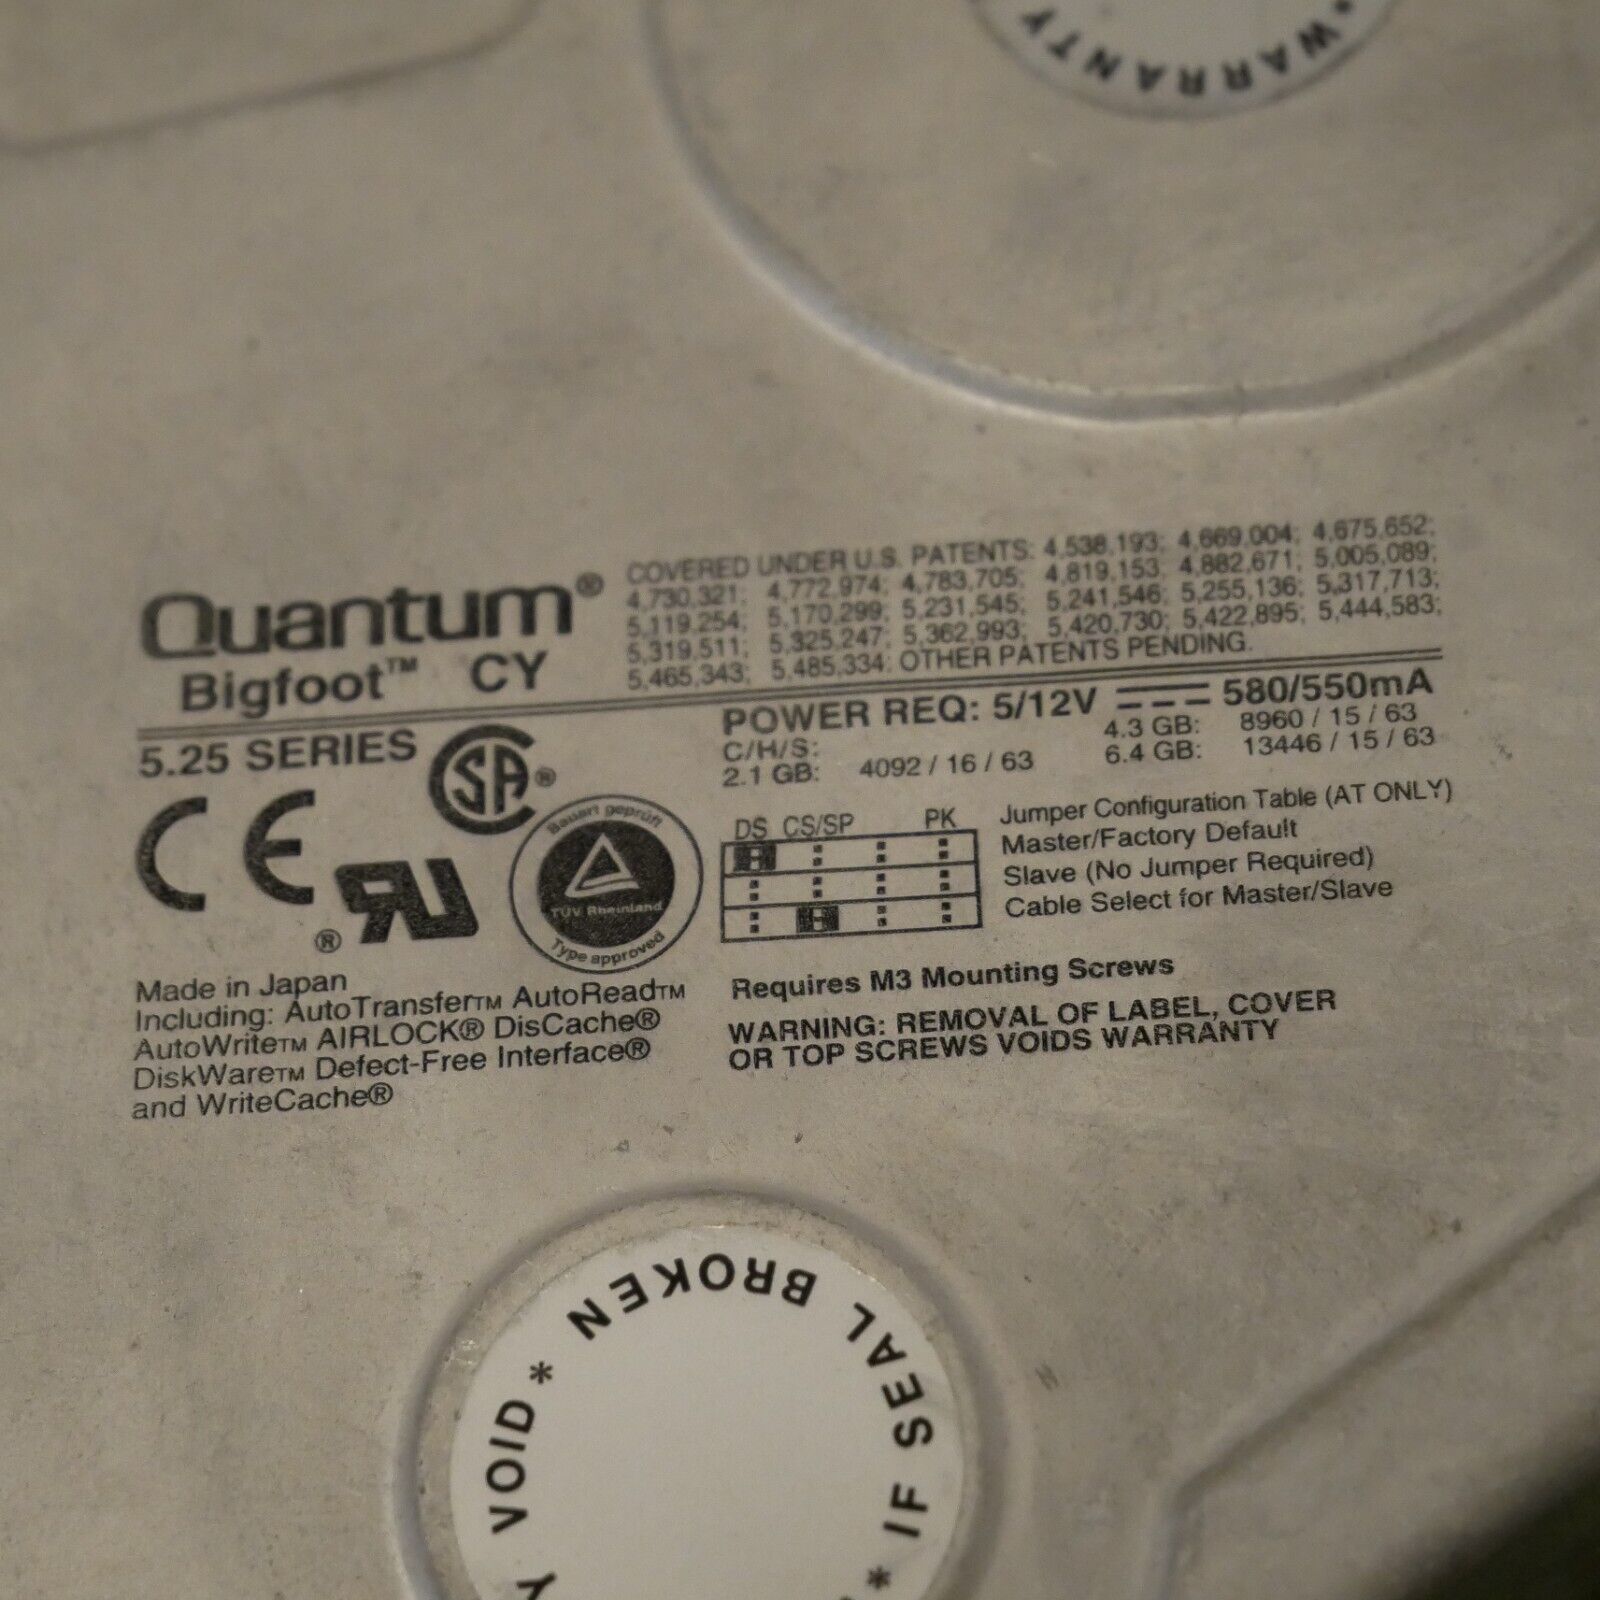 WARRANTY
Quantum®
Bigfoot™ CY
COVERED UNDER U.S. PATENTS: 4,538,193; 4,669,004; 4,675,652;
4,730,321; 4,772,974; 4,783,705; 4,819,153; 4,882,671; 5,005,089;
5,119,254; 5,170,299; 5,231,545; 5,241,546; 5,255,136; 5,317,713;
5,319,511; 5,325,247; 5,362,993; 5,420,730; 5,422,895; 5,444,583;
5,465,343; 5,485,334: OTHER PATENTS PENDING.
5.25 SERIES
POWER REQ: 5/12V 580/550mA
C/H/S: 4.3 GB: 8960 / 15 / 63
2.1 GB: 4092 / 16 / 63 6.4 GB: 13446 / 15 / 63
CE
SA®
RU®
Bauart geprüft
TÜV Rheinland
Type approved
DS CS/SP PK
Jumper Configuration Table (AT ONLY)
Master/Factory Default
Slave (No Jumper Required)
Cable Select for Master/Slave
Made in Japan
Including: AutoTransfer™ AutoRead™
AutoWrite™ AIRLOCK® DisCache®
DiskWare™ Defect-Free Interface®
and WriteCache®
Requires M3 Mounting Screws
WARNING: REMOVAL OF LABEL, COVER
OR TOP SCREWS VOIDS WARRANTY
Y VOID * IF SEAL BROKEN *